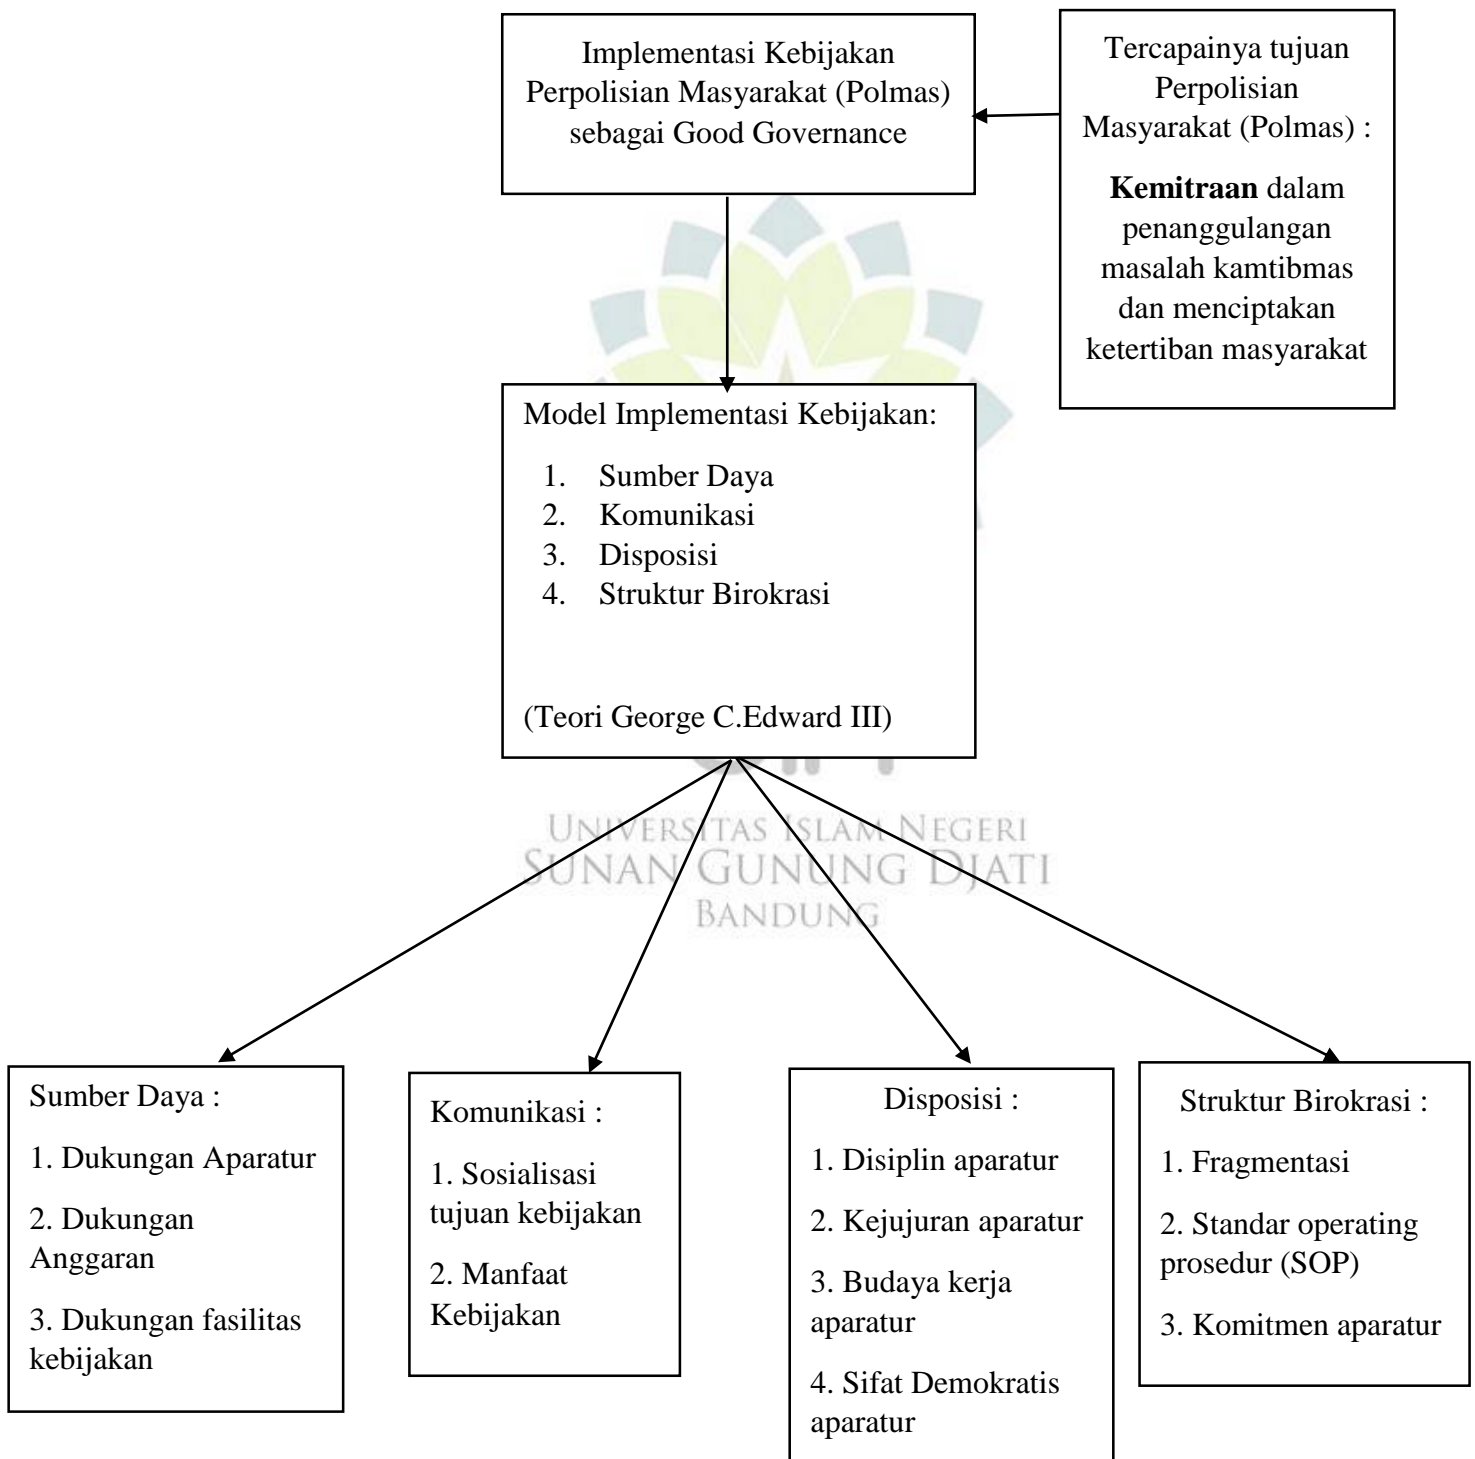 Implementasi Kebijakan
Perpolisian Masyarakat (Polmas)
sebagai Good Governance
Tercapainya tujuan
Perpolisian
Masyarakat (Polmas) :
Kemitraan dalam
penanggulangan
masalah kamtibmas
dan menciptakan
ketertiban masyarakat
Model Implementasi Kebijakan:
1. Sumber Daya
2. Komunikasi
3. Disposisi
4. Struktur Birokrasi
(Teori George C.Edward III)
UNIVERSITAS ISLAM NEGERI
SUNAN GUNUNG DJATI
BANDUNG
Sumber Daya :
1. Dukungan Aparatur
2. Dukungan
Anggaran
3. Dukungan fasilitas
kebijakan
Komunikasi :
1. Sosialisasi
tujuan kebijakan
2. Manfaat
Kebijakan
Disposisi :
1. Disiplin aparatur
2. Kejujuran aparatur
3. Budaya kerja
aparatur
4. Sifat Demokratis
aparatur
Struktur Birokrasi :
1. Fragmentasi
2. Standar operating
prosedur (SOP)
3. Komitmen aparatur